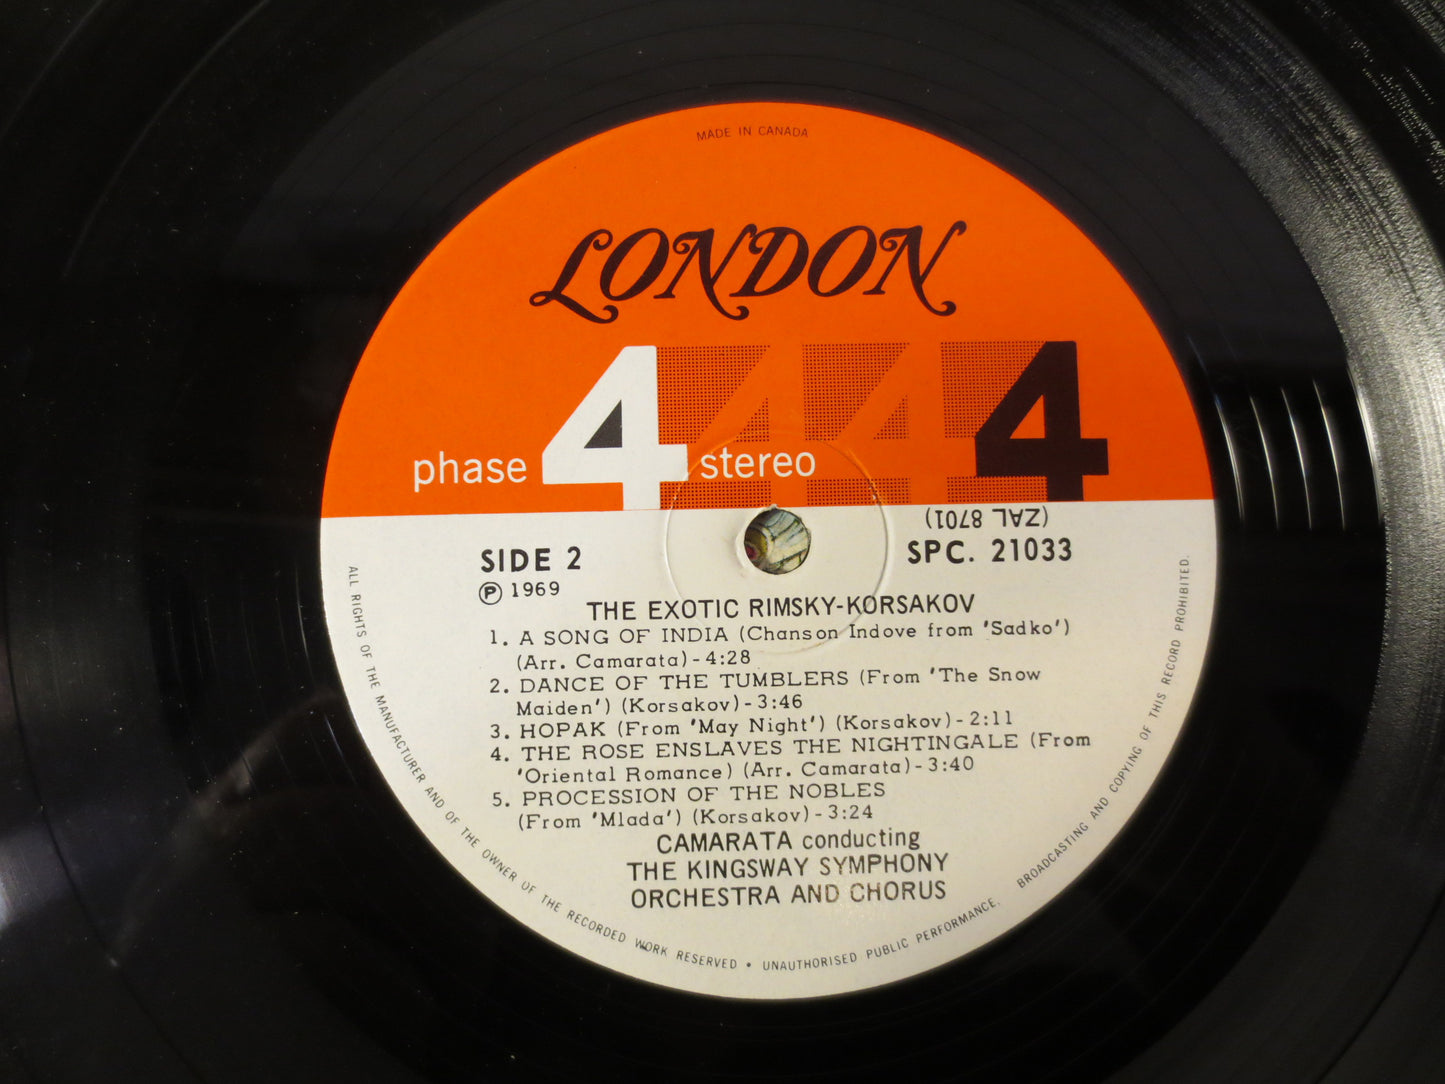 MADE IN CANADA
LONDON
phase 4 stereo 4 4 4
(ZAL 8701)
SIDE 2
SPC. 21033
℗ 1969
THE EXOTIC RIMSKY-KORSAKOV
1. A SONG OF INDIA (Chanson Indove from 'Sadko')
(Arr. Camarata) - 4:28
2. DANCE OF THE TUMBLERS (From 'The Snow
Maiden') (Korsakov) - 3:46
3. HOPAK (From 'May Night') (Korsakov) - 2:11
4. THE ROSE ENSLAVES THE NIGHTINGALE (From
'Oriental Romance) (Arr. Camarata) - 3:40
5. PROCESSION OF THE NOBLES
(From 'Mlada') (Korsakov) - 3:24
CAMARATA conducting
THE KINGSWAY SYMPHONY
ORCHESTRA AND CHORUS
ALL RIGHTS OF THE MANUFACTURER AND OF THE OWNER OF THE RECORDED WORK RESERVED • UNAUTHORISED PUBLIC PERFORMANCE, BROADCASTING AND COPYING OF THIS RECORD PROHIBITED.